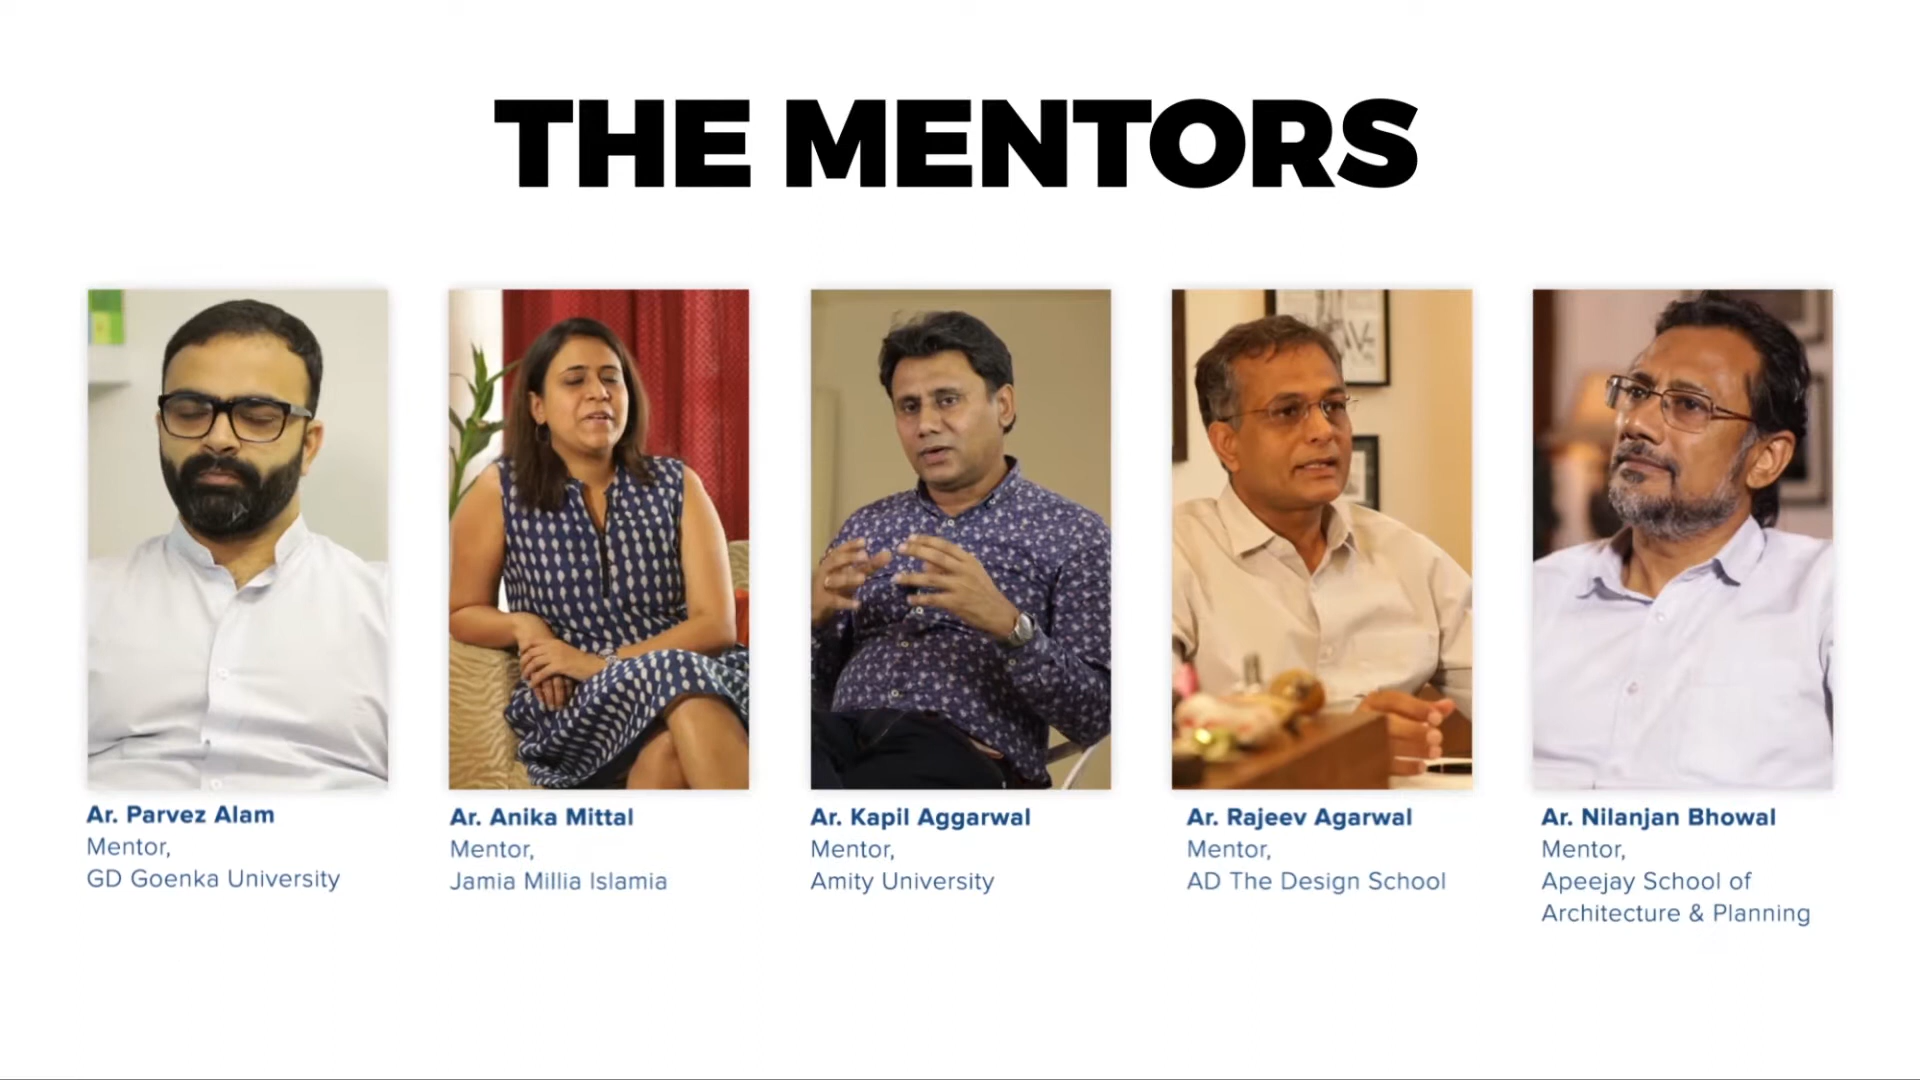 THE MENTORS
Ar. Parvez Alam
Mentor,
GD Goenka University
Ar. Anika Mittal
Mentor,
Jamia Millia Islamia
Ar. Kapil Aggarwal
Mentor,
Amity University
Ar. Rajeev Agarwal
Mentor,
AD The Design School
Ar. Nilanjan Bhowal
Mentor,
Apeejay School of
Architecture & Planning